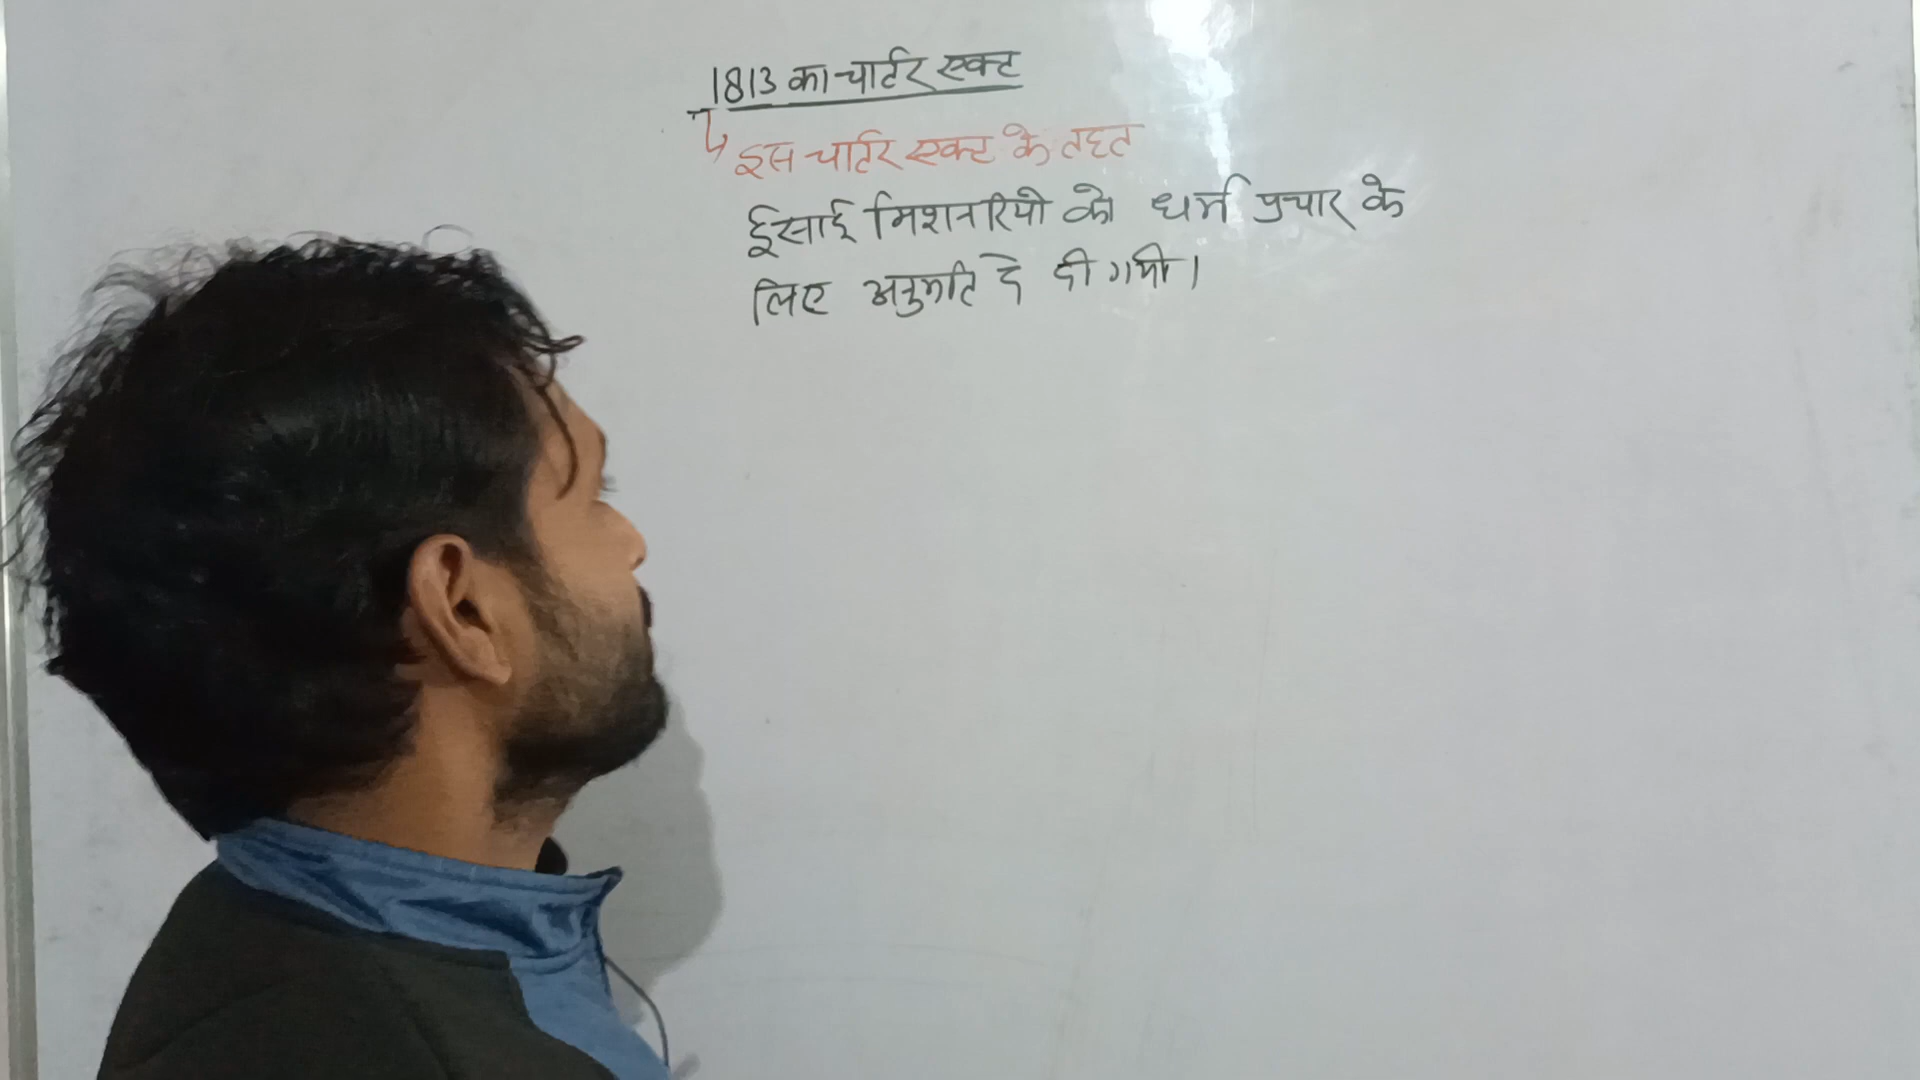 1813 का चार्टर एक्ट
इस चार्टर एक्ट के तहत
ईसाई मिशनरियो को धर्म प्रचार के
लिए अनुमति दे दी गयी।